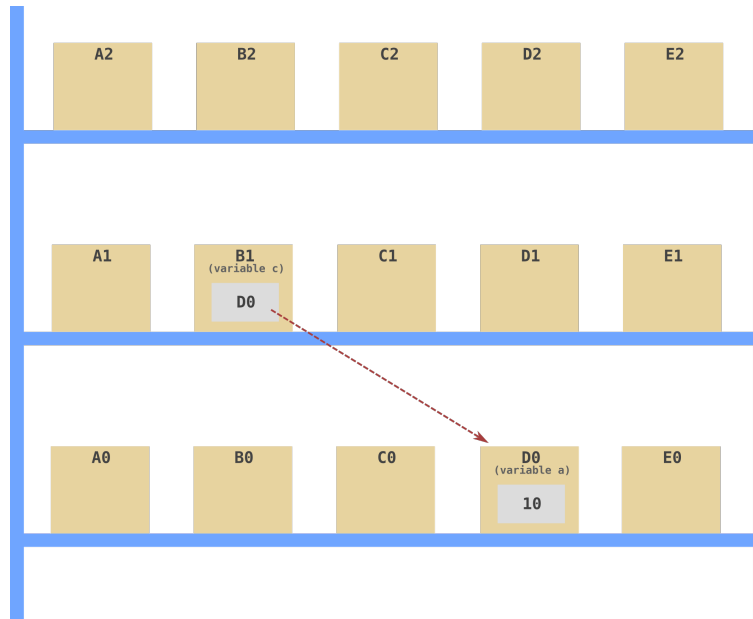 A2 B2 C2 D2 E2
A1 B1 C1 D1 E1
(variable c)
D0
A0 B0 C0 D0 E0
(variable a)
10